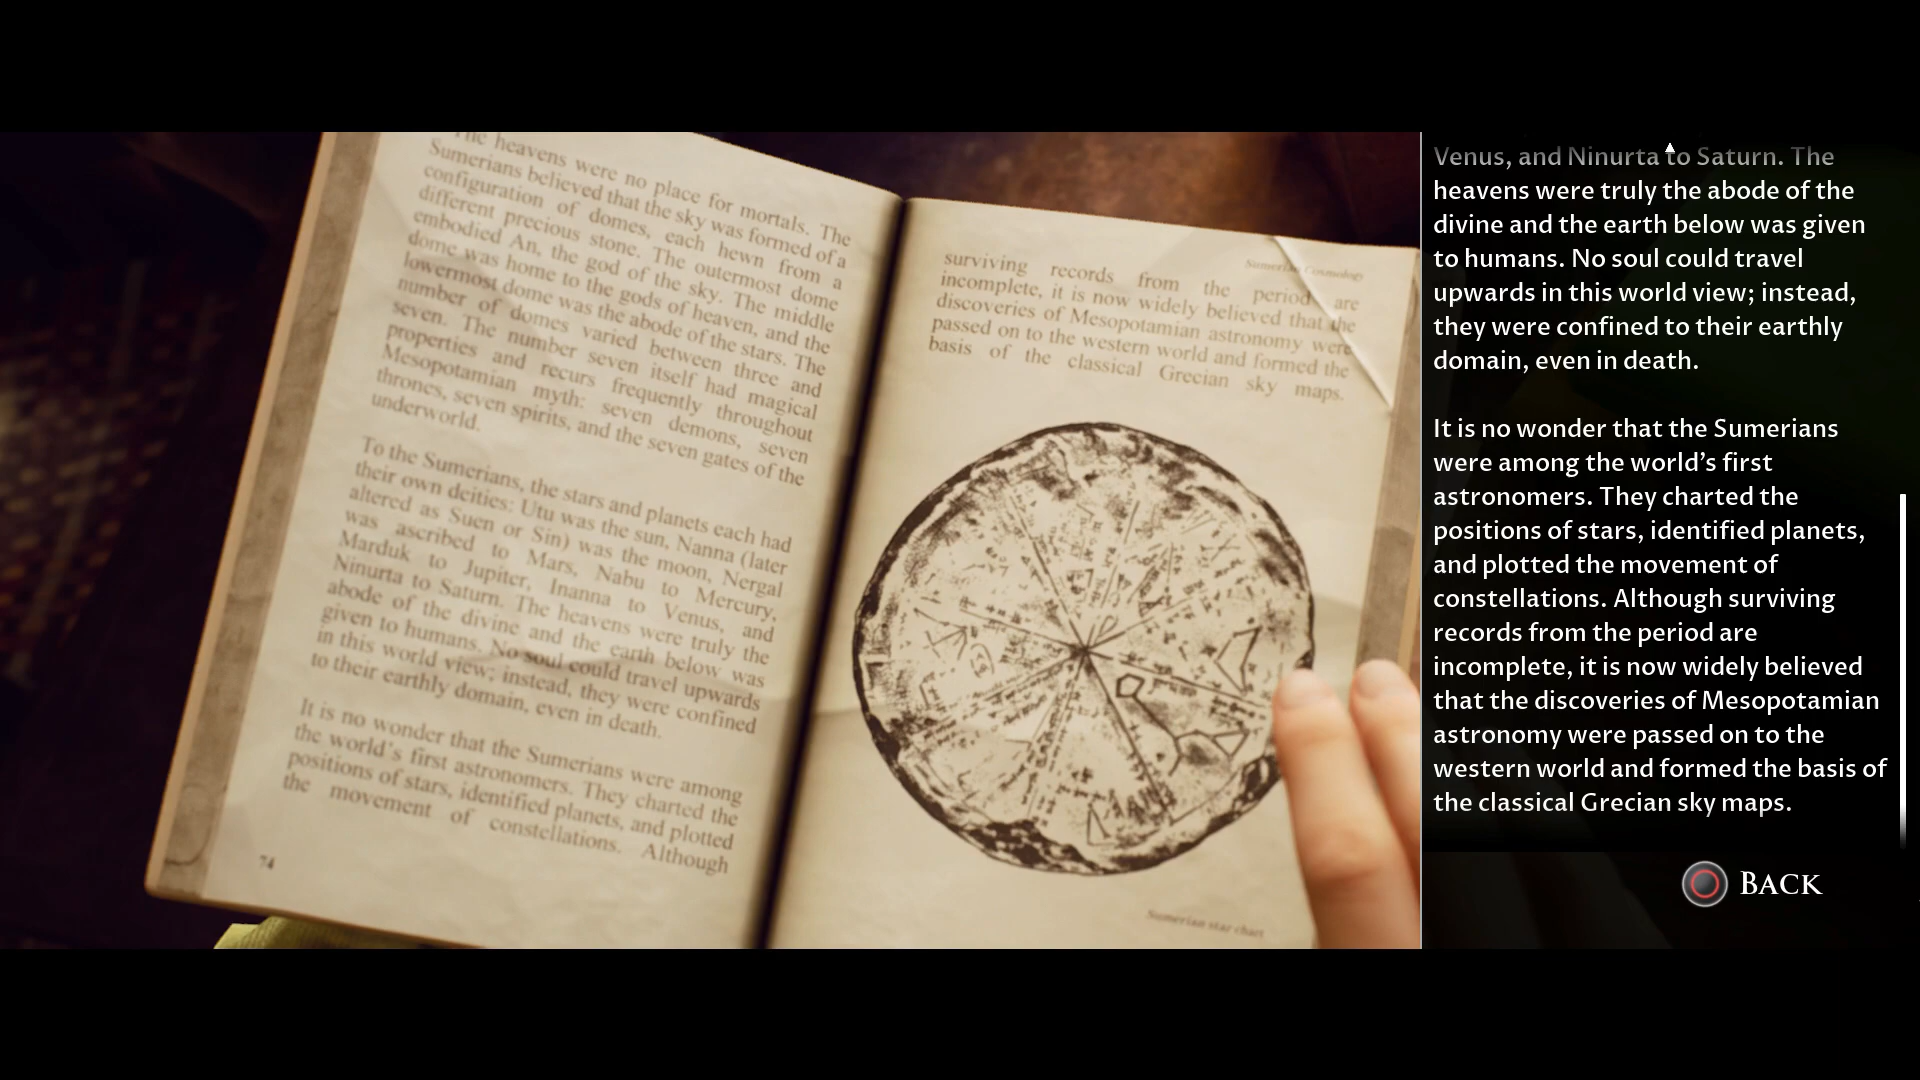 The heavens were no place for mortals. The
Sumerians believed that the sky was formed of a
configuration of domes, each hewn from a
different precious stone. The outermost dome
embodied An, the god of the sky. The middle
dome was home to the gods of heaven, and the
lowermost dome was the abode of the stars. The
number of domes varied between three and
seven. The number seven itself had magical
properties and recurs frequently throughout
Mesopotamian myth: seven demons, seven
thrones, seven spirits, and the seven gates of the
underworld.
To the Sumerians, the stars and planets each had
their own deities: Utu was the sun, Nanna (later
altered as Suen or Sin) was the moon, Nergal
was ascribed to Mars, Nabu to Mercury,
Marduk to Jupiter, Inanna to Venus, and
Ninurta to Saturn. The heavens were truly the
abode of the divine and the earth below was
given to humans. No soul could travel upwards
in this world view; instead, they were confined
to their earthly domain, even in death.
It is no wonder that the Sumerians were among
the world's first astronomers. They charted the
positions of stars, identified planets, and plotted
the movement of constellations. Although
74
Sumerian Cosmology
surviving records from the period are
incomplete, it is now widely believed that the
discoveries of Mesopotamian astronomy were
passed on to the western world and formed the
basis of the classical Grecian sky maps.
Sumerian star chart
Venus, and Ninurta to Saturn. The
heavens were truly the abode of the
divine and the earth below was given
to humans. No soul could travel
upwards in this world view; instead,
they were confined to their earthly
domain, even in death.
It is no wonder that the Sumerians
were among the world’s first
astronomers. They charted the
positions of stars, identified planets,
and plotted the movement of
constellations. Although surviving
records from the period are
incomplete, it is now widely believed
that the discoveries of Mesopotamian
astronomy were passed on to the
western world and formed the basis of
the classical Grecian sky maps.
BACK